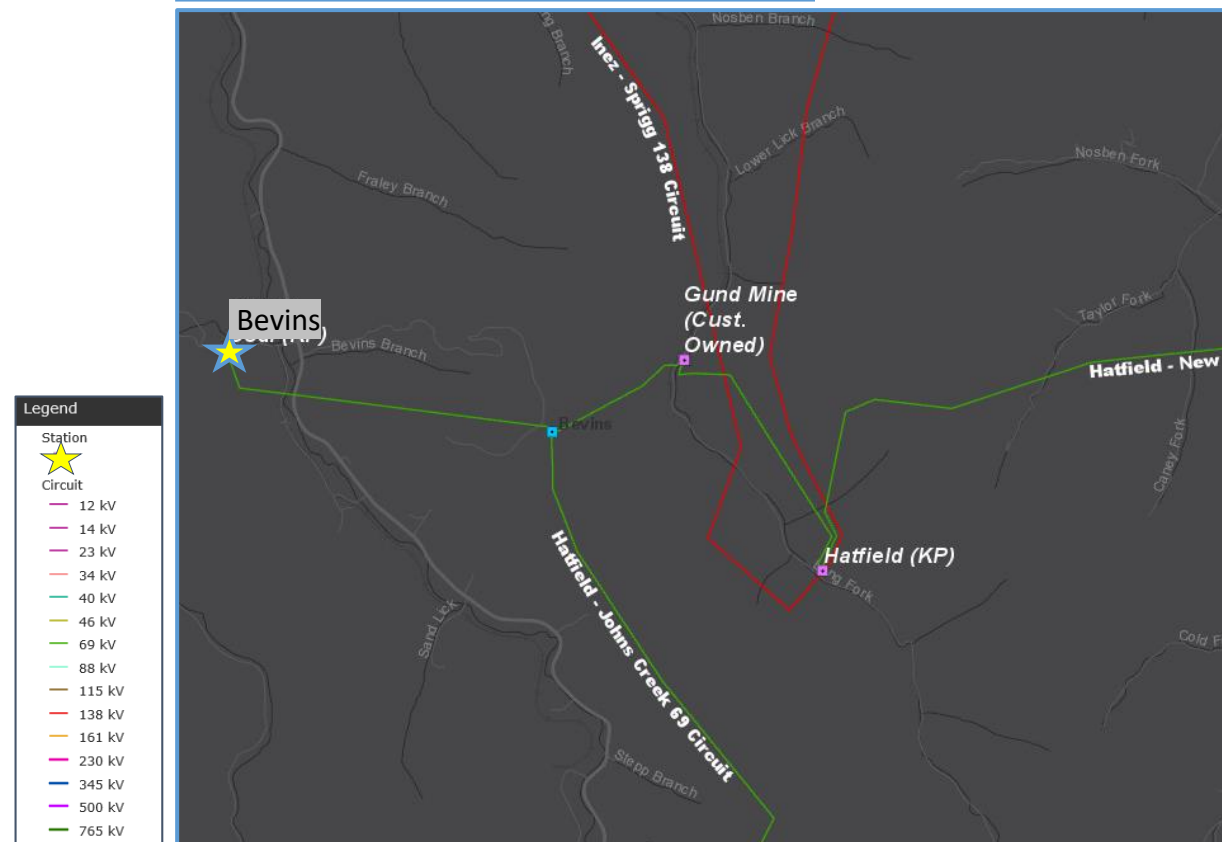 Nosben Branch
Branch
Inez - Sprigg 138 Circuit
Lower Lick Branch
Nosben Fork
Fraley Branch
Gund Mine
(Cust.
Owned)
Taylor Fork
Bevins
Bevins Branch
Hatfield - New
Bevins
Caney Fork
Hatfield (KP)
Fork
Hatfield - Johns Creek 69 Circuit
Sand Lick
Cold F
Stepp Branch
Legend
Station
Circuit
12 kV
14 kV
23 kV
34 kV
40 kV
46 kV
69 kV
88 kV
115 kV
138 kV
161 kV
230 kV
345 kV
500 kV
765 kV